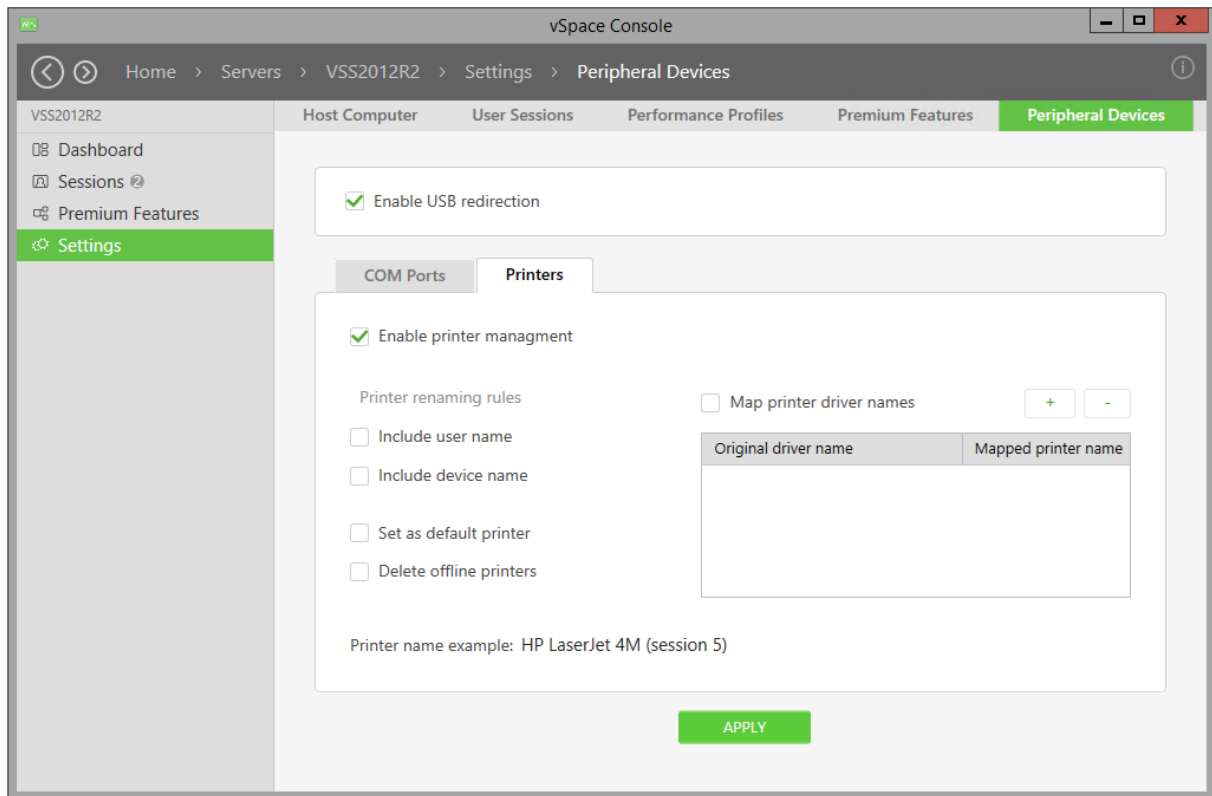 vSpace Console
Home > Servers > VSS2012R2 > Settings > Peripheral Devices
VSS2012R2
Host Computer User Sessions Performance Profiles Premium Features Peripheral Devices
Dashboard
Sessions 2
Premium Features
Settings
Enable USB redirection
COM Ports Printers
Enable printer managment
Printer renaming rules
Include user name
Include device name
Set as default printer
Delete offline printers
Map printer driver names + -
Original driver name Mapped printer name
Printer name example: HP LaserJet 4M (session 5)
APPLY